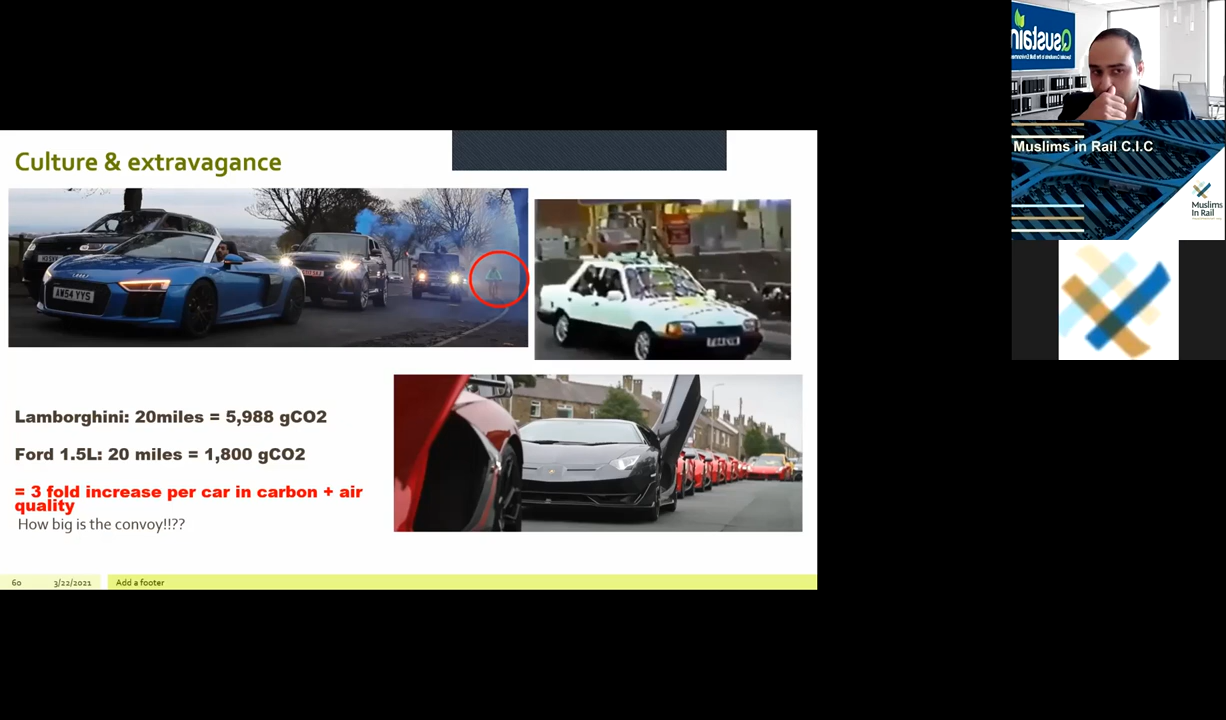 Culture & extravagance
AW54 YYS
Lamborghini: 20miles = 5,988 gCO2
Ford 1.5L: 20 miles = 1,800 gCO2
= 3 fold increase per car in carbon + air
quality
How big is the convoy!!??
60 3/22/2021 Add a footer
Qsustain
Muslims in Rail C.I.C
Muslims
In Rail